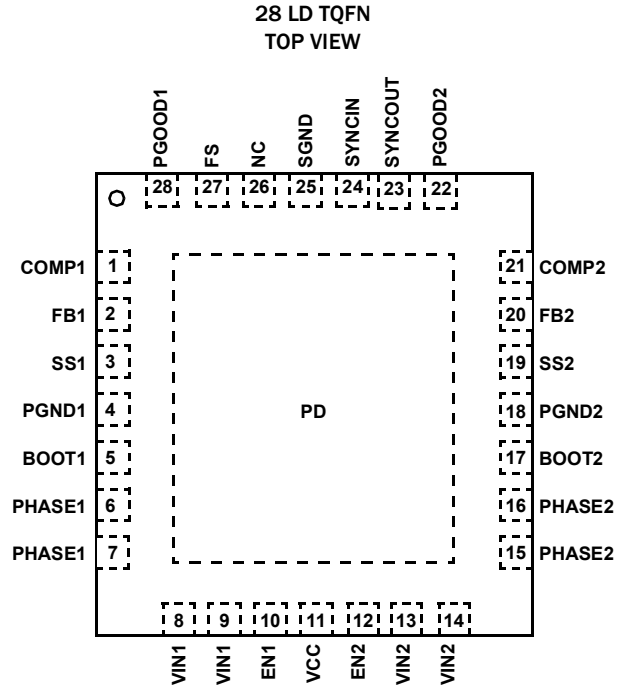 28 LD TQFN
TOP VIEW
PGOOD1
FS
NC
SGND
SYNCIN
SYNCOUT
PGOOD2
28 27 26 25 24 23 22
COMP1 1 21 COMP2
FB1 2 20 FB2
SS1 3 19 SS2
PGND1 4 PD 18 PGND2
BOOT1 5 17 BOOT2
PHASE1 6 16 PHASE2
PHASE1 7 15 PHASE2
8 9 10 11 12 13 14
VIN1
VIN1
EN1
VCC
EN2
VIN2
VIN2